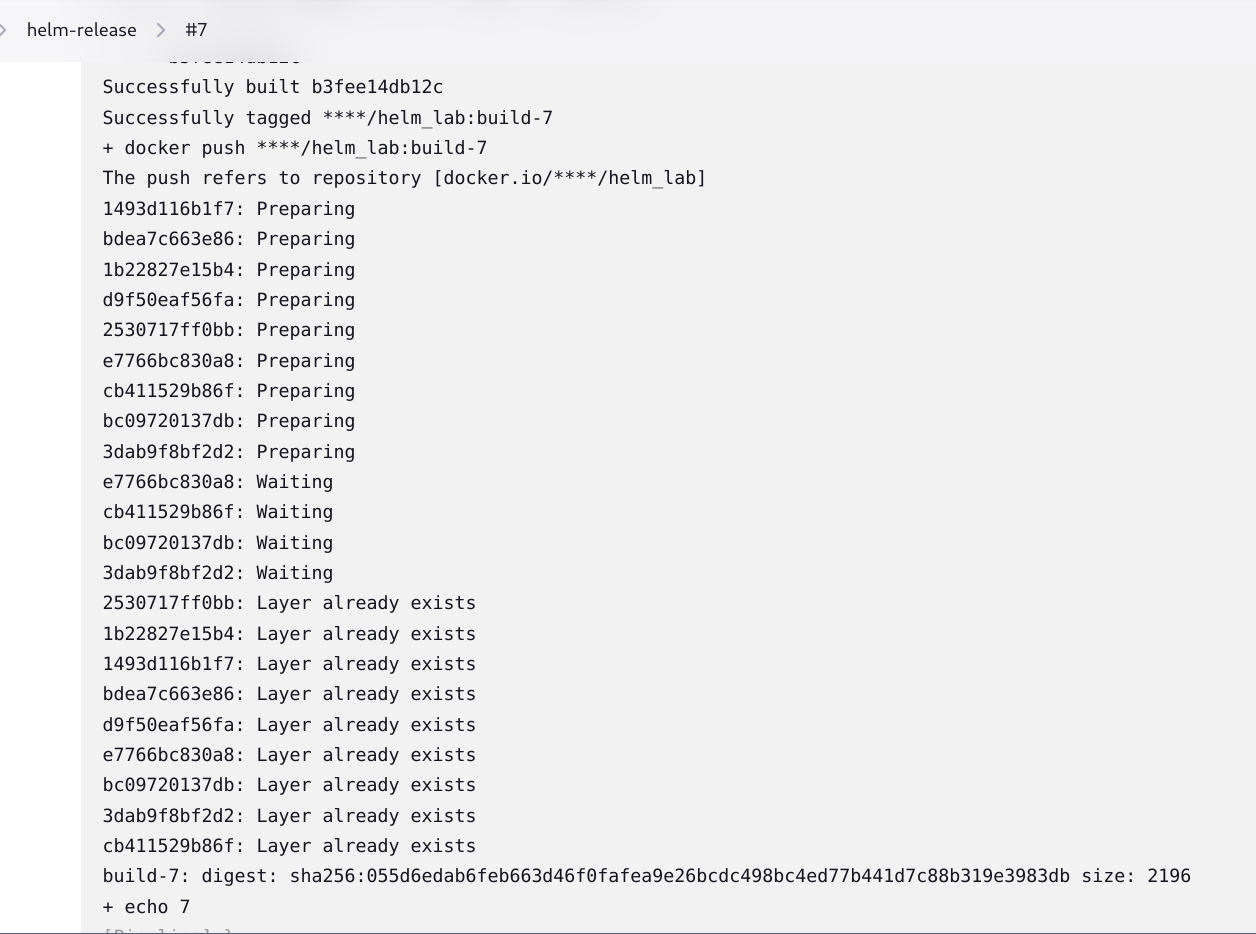 helm-release > #7
Successfully built b3fee14db12c
Successfully tagged ****/helm_lab:build-7
+ docker push ****/helm_lab:build-7
The push refers to repository [docker.io/****/helm_lab]
1493d116b1f7: Preparing
bdea7c663e86: Preparing
1b22827e15b4: Preparing
d9f50eaf56fa: Preparing
2530717ff0bb: Preparing
e7766bc830a8: Preparing
cb411529b86f: Preparing
bc09720137db: Preparing
3dab9f8bf2d2: Preparing
e7766bc830a8: Waiting
cb411529b86f: Waiting
bc09720137db: Waiting
3dab9f8bf2d2: Waiting
2530717ff0bb: Layer already exists
1b22827e15b4: Layer already exists
1493d116b1f7: Layer already exists
bdea7c663e86: Layer already exists
d9f50eaf56fa: Layer already exists
e7766bc830a8: Layer already exists
bc09720137db: Layer already exists
3dab9f8bf2d2: Layer already exists
cb411529b86f: Layer already exists
build-7: digest: sha256:055d6edab6feb663d46f0fafea9e26bcdc498bc4ed77b441d7c88b319e3983db size: 2196
+ echo 7